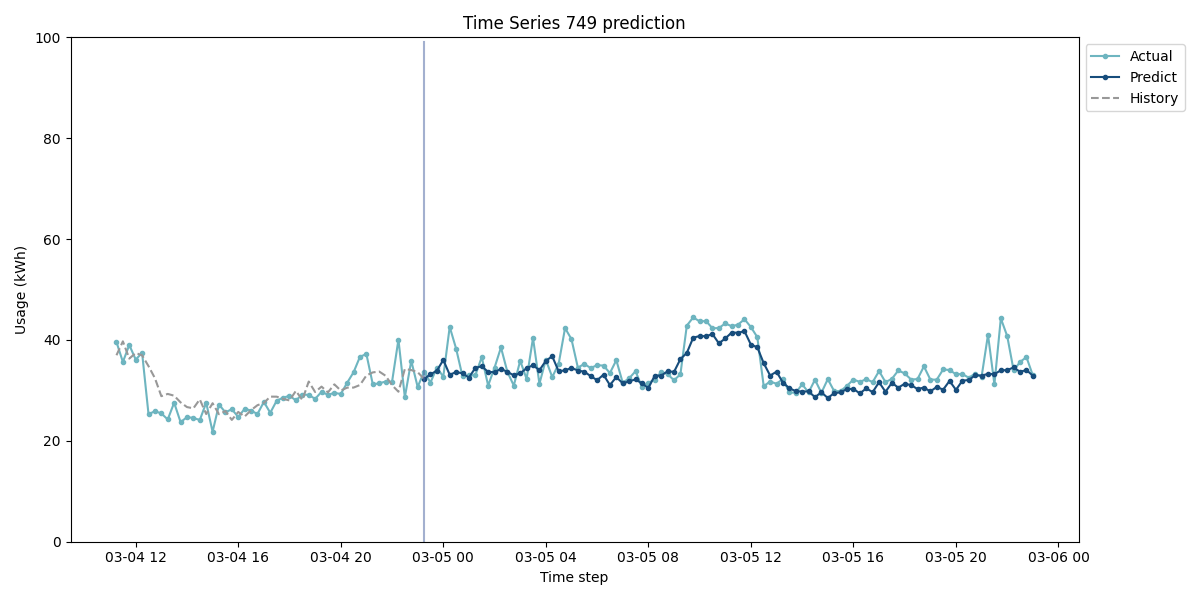 Time Series 749 prediction
100
80
60
40
20
0
Usage (kWh)
03-04 12
03-04 16
03-04 20
03-05 00
03-05 04
03-05 08
03-05 12
03-05 16
03-05 20
03-06 00
Time step
Actual
Predict
History